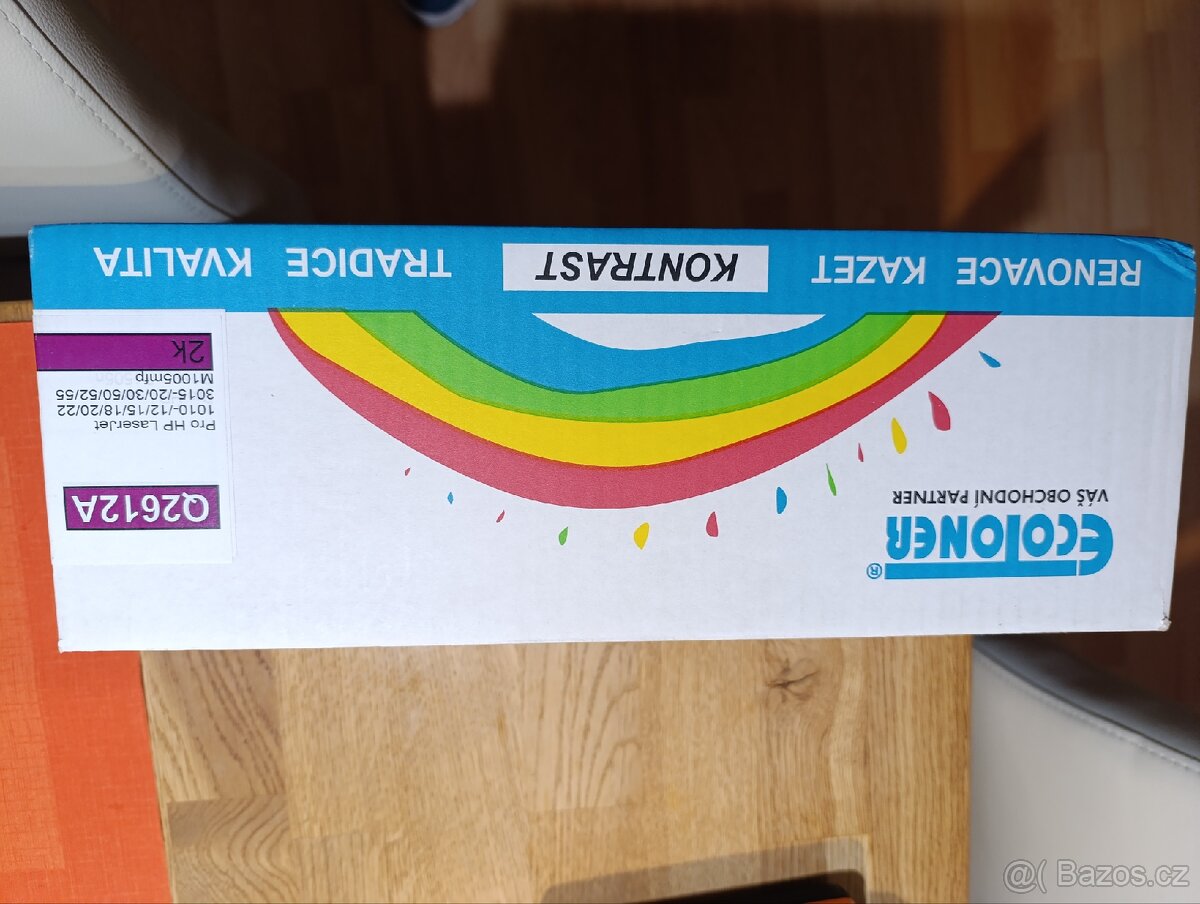 EcoToner®
VÁŠ OBCHODNÍ PARTNER
Q2612A
Pro HP LaserJet
1010-/12/15/18/20/22
3015-/20/30/50/52/55
M1005mfp
2k
RENOVACE KAZET KONTRAST TRADICE KVALITA
@( Bazos.cz